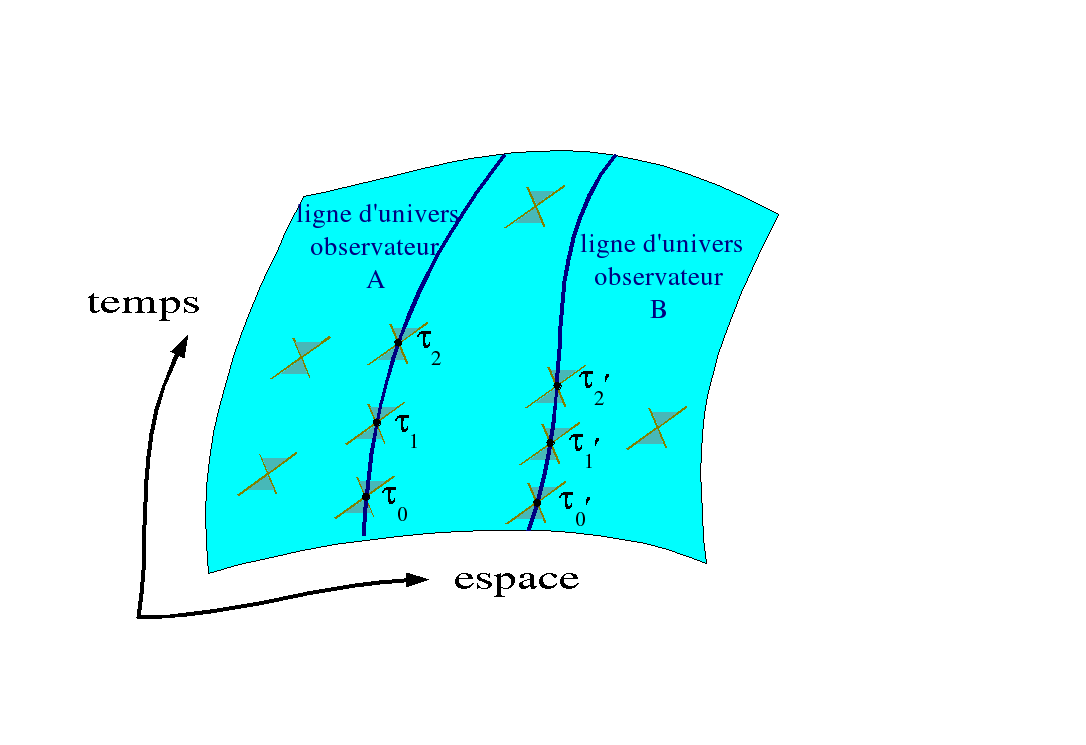 ligne d'univers
observateur
A
ligne d'univers
observateur
B
temps
τ2
τ2′
τ1
τ1′
τ0
τ0′
espace